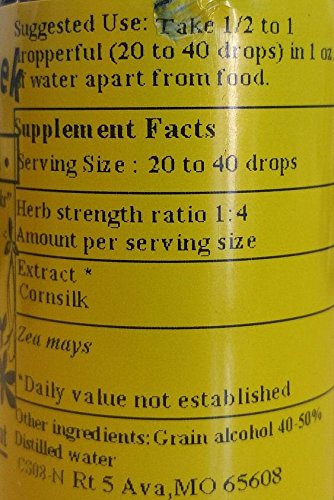 Suggested Use: Take 1/2 to 1
dropperful (20 to 40 drops) in 1 oz.
of water apart from food.
Supplement Facts
Serving Size : 20 to 40 drops
Herb strength ratio 1:4
Amount per serving size
Extract *
Cornsilk
Zea mays
*Daily value not established
Other ingredients: Grain alcohol 40-50%
Distilled water
CS08-N Rt 5 Ava,MO 65608